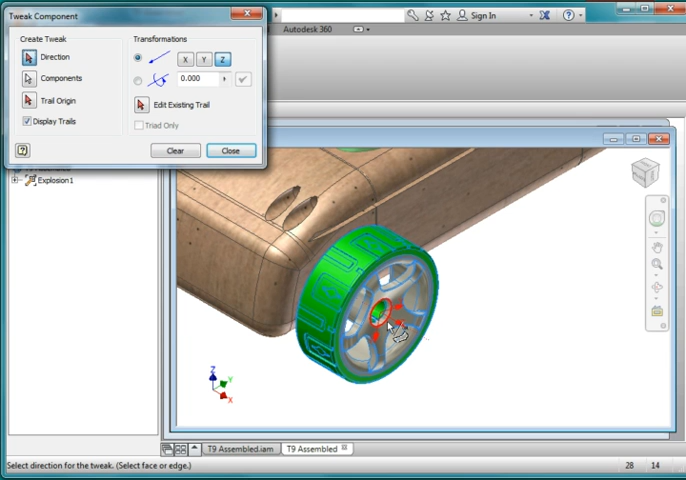 Tweak Component
Sign In
Autodesk 360
Create Tweak
Transformations
Direction
X Y Z
Components
0.000
Trail Origin
Edit Existing Trail
Display Trails
Triad Only
Clear
Close
Explosion1
Z
Y
X
T9 Assembled.iam
T9 Assembled
Select direction for the tweak. (Select face or edge.)
28 14